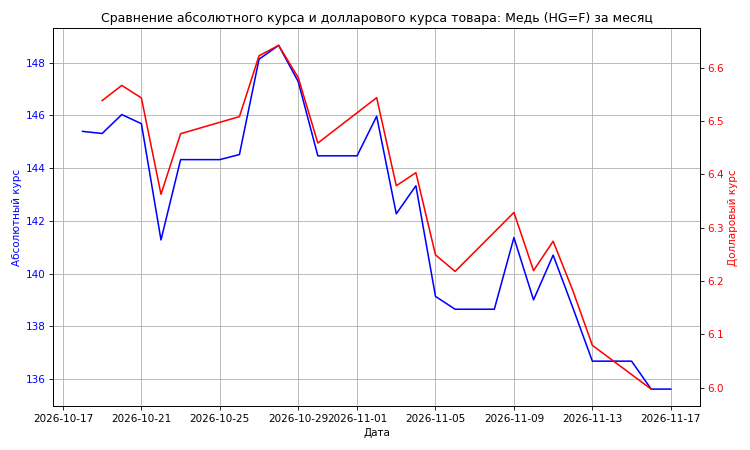 Сравнение абсолютного курса и долларового курса товара: Медь (HG=F) за месяц
Абсолютный курс
148
146
144
142
140
138
136
6.6
6.5
6.4
6.3
6.2
6.1
6.0
Долларовый курс
2026-10-17 2026-10-21 2026-10-25 2026-10-29 2026-11-01 2026-11-05 2026-11-09 2026-11-13 2026-11-17
Дата